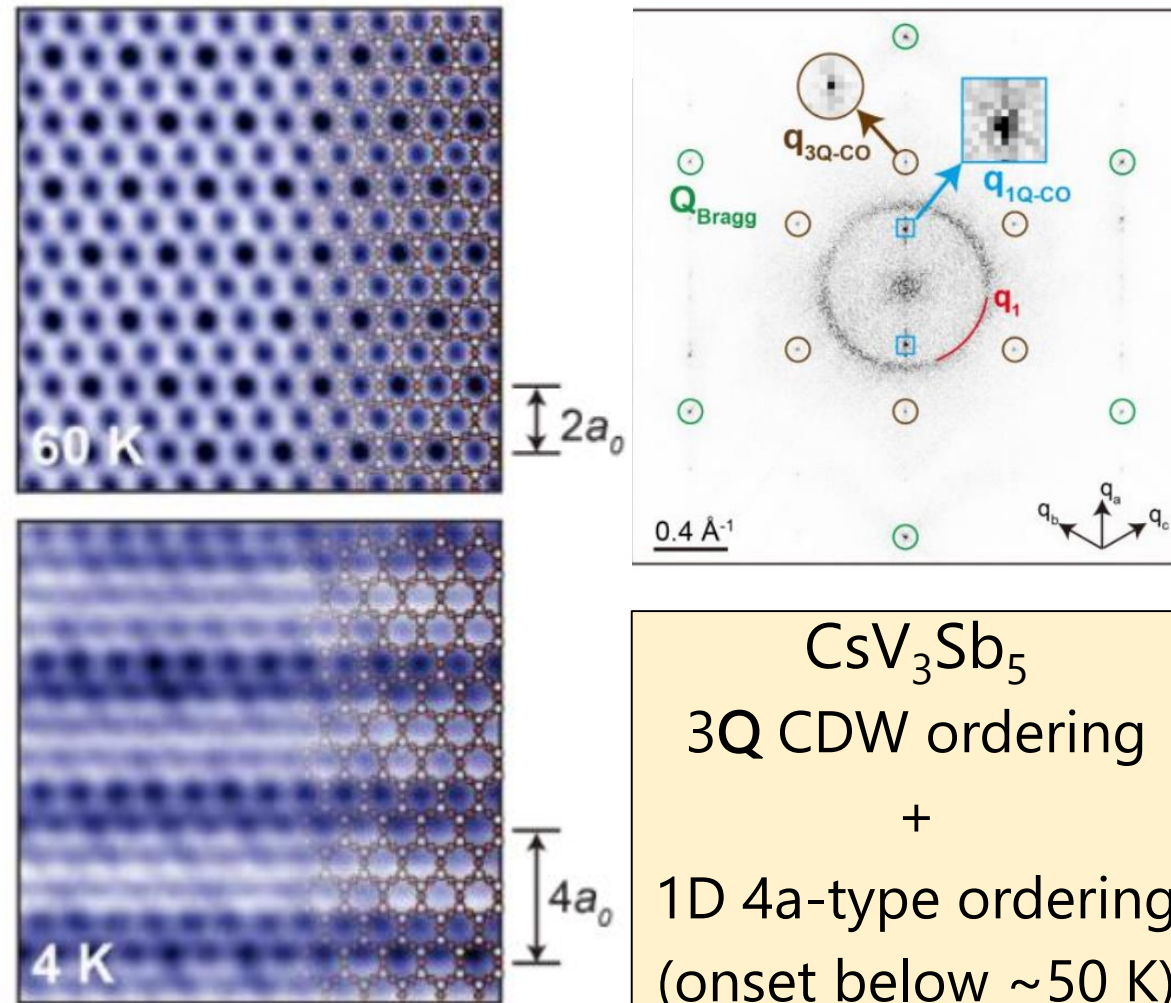 60 K
2a₀
4 K
4a₀
q3Q-CO
q1Q-CO
QBragg
q₁
0.4 Å⁻¹
qb
qa
qc
CsV₃Sb₅
3Q CDW ordering
+
1D 4a-type ordering
(onset below ~50 K)